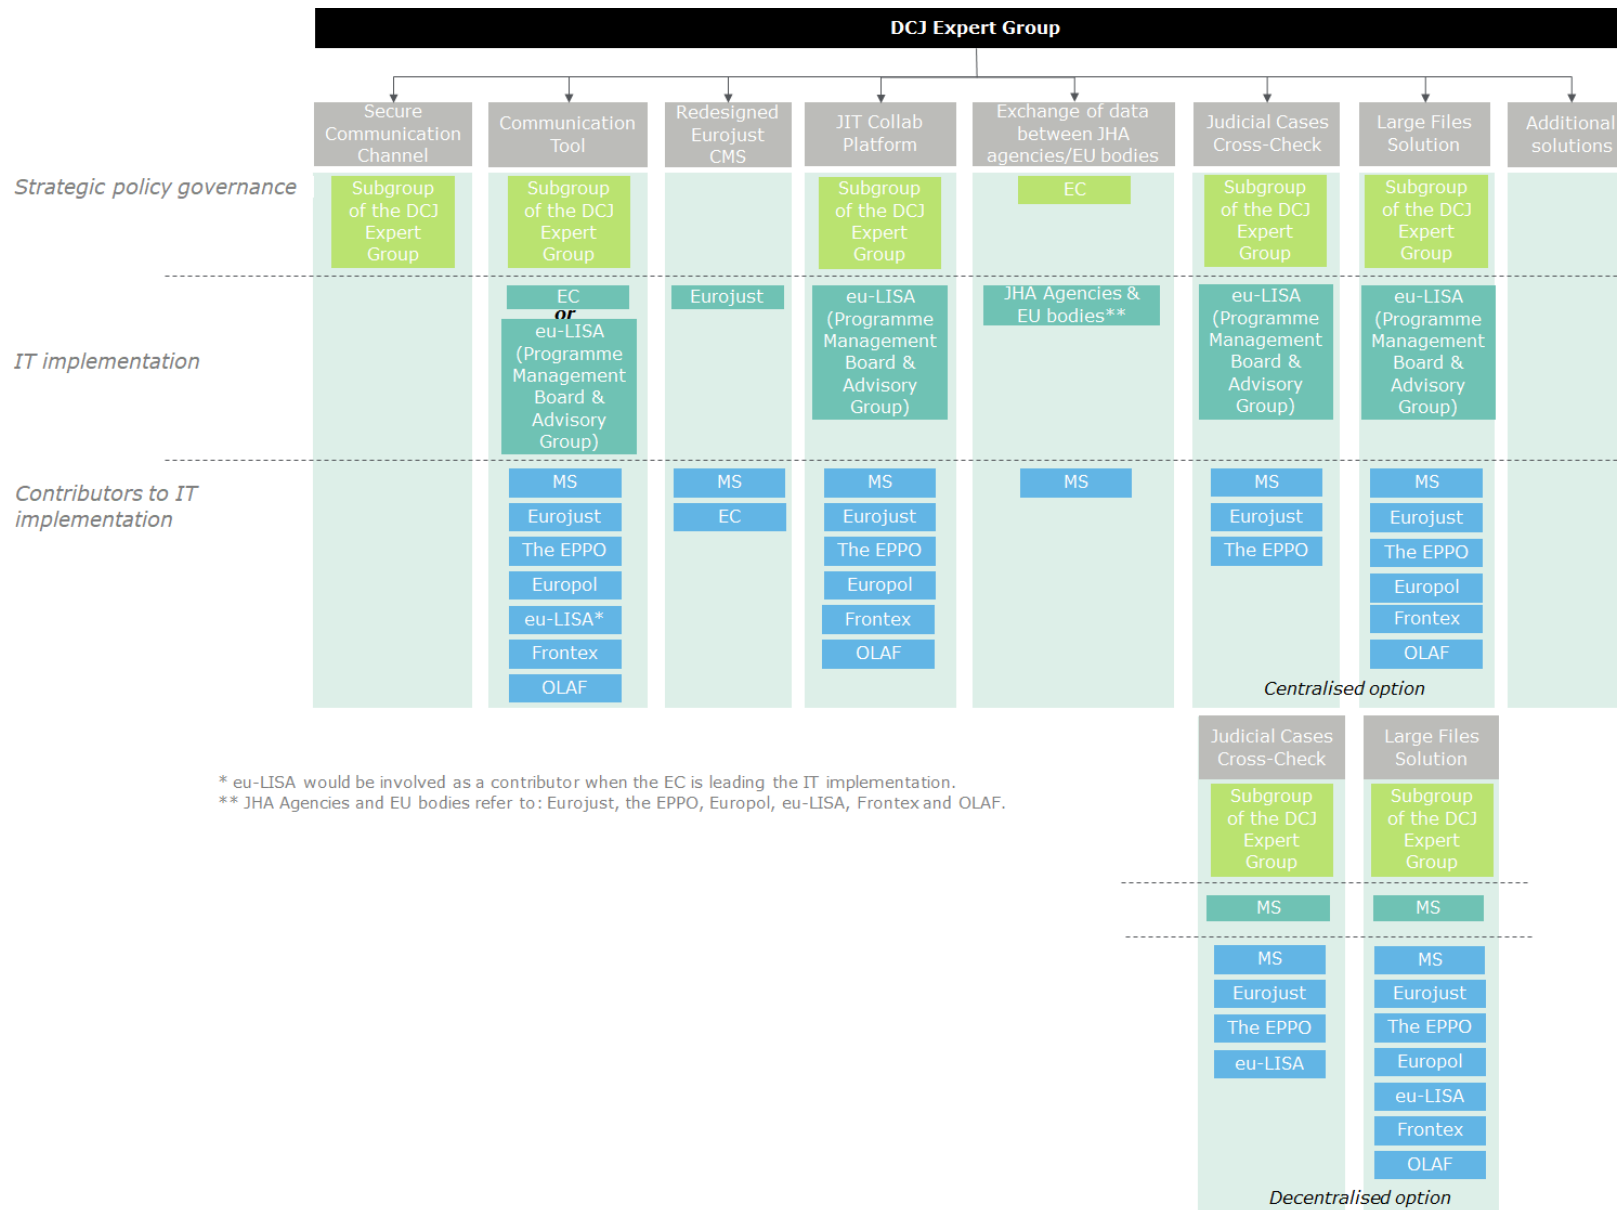 DCJ Expert Group
Secure
Communication
Channel
Communication
Tool
Redesigned
Eurojust
CMS
JIT Collab
Platform
Exchange of data
between JHA
agencies/EU bodies
Judicial Cases
Cross-Check
Large Files
Solution
Additional
solutions
Strategic policy governance
Subgroup
of the DCJ
Expert
Group
Subgroup
of the DCJ
Expert
Group
Subgroup
of the DCJ
Expert
Group
EC
Subgroup
of the DCJ
Expert
Group
Subgroup
of the DCJ
Expert
Group
IT implementation
EC
or
eu-LISA
(Programme
Management
Board &
Advisory
Group)
Eurojust
eu-LISA
(Programme
Management
Board &
Advisory
Group)
JHA Agencies &
EU bodies**
eu-LISA
(Programme
Management
Board &
Advisory
Group)
eu-LISA
(Programme
Management
Board &
Advisory
Group)
Contributors to IT
implementation
MS
Eurojust
The EPPO
Europol
eu-LISA*
Frontex
OLAF
MS
EC
MS
Eurojust
The EPPO
Europol
Frontex
OLAF
MS
MS
Eurojust
The EPPO
MS
Eurojust
The EPPO
Europol
Frontex
OLAF
Centralised option
Judicial Cases
Cross-Check
Large Files
Solution
Subgroup
of the DCJ
Expert
Group
Subgroup
of the DCJ
Expert
Group
MS
MS
MS
Eurojust
The EPPO
eu-LISA
MS
Eurojust
The EPPO
Europol
eu-LISA
Frontex
OLAF
Decentralised option
* eu-LISA would be involved as a contributor when the EC is leading the IT implementation.
** JHA Agencies and EU bodies refer to: Eurojust, the EPPO, Europol, eu-LISA, Frontex and OLAF.